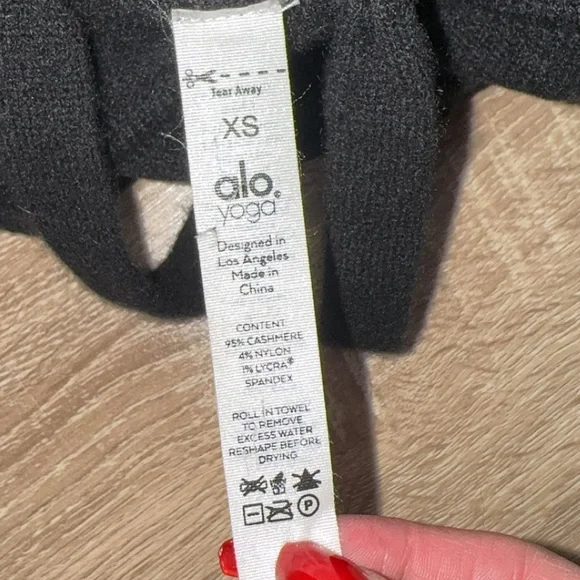 Tear Away
XS
alo
yoga
Designed in
Los Angeles
Made in
China
CONTENT
95% CASHMERE
4% NYLON
1% LYCRA®
SPANDEX
ROLL IN TOWEL
TO REMOVE
EXCESS WATER
RESHAPE BEFORE
DRYING
P